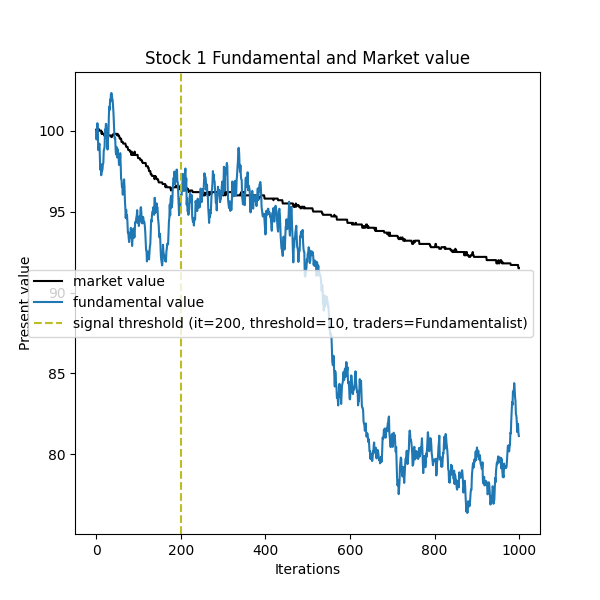 Stock 1 Fundamental and Market value
Present value
100
95
90
85
80
market value
fundamental value
signal threshold (it=200, threshold=10, traders=Fundamentalist)
0
200
400
600
800
1000
Iterations